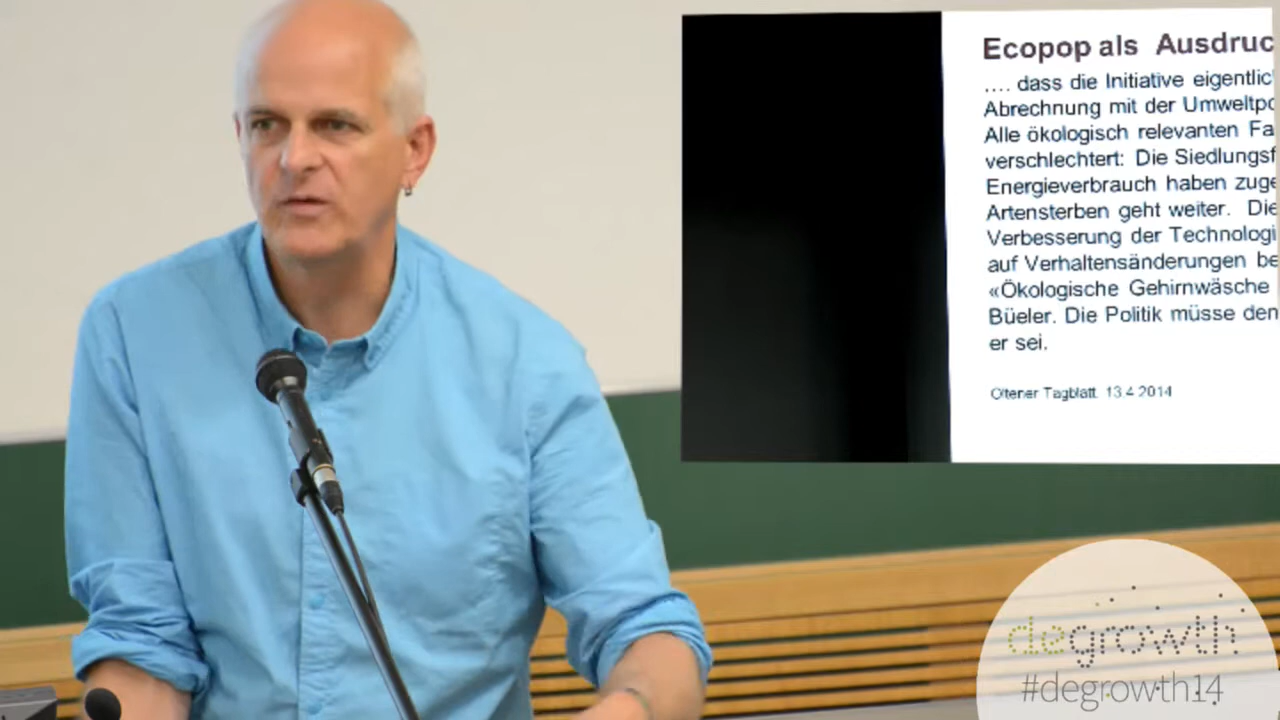 Ecopop als Ausdruc
.... dass die Initiative eigentlic
Abrechnung mit der Umweltpo
Alle ökologisch relevanten Fa
verschlechtert: Die Siedlungsf
Energieverbrauch haben zuge
Artensterben geht weiter. Die
Verbesserung der Technologi
auf Verhaltensänderungen be
«Ökologische Gehirnwäsche
Büeler. Die Politik müsse den
er sei.
Oltener Tagblatt. 13.4.2014
degrowth
#degrowth14